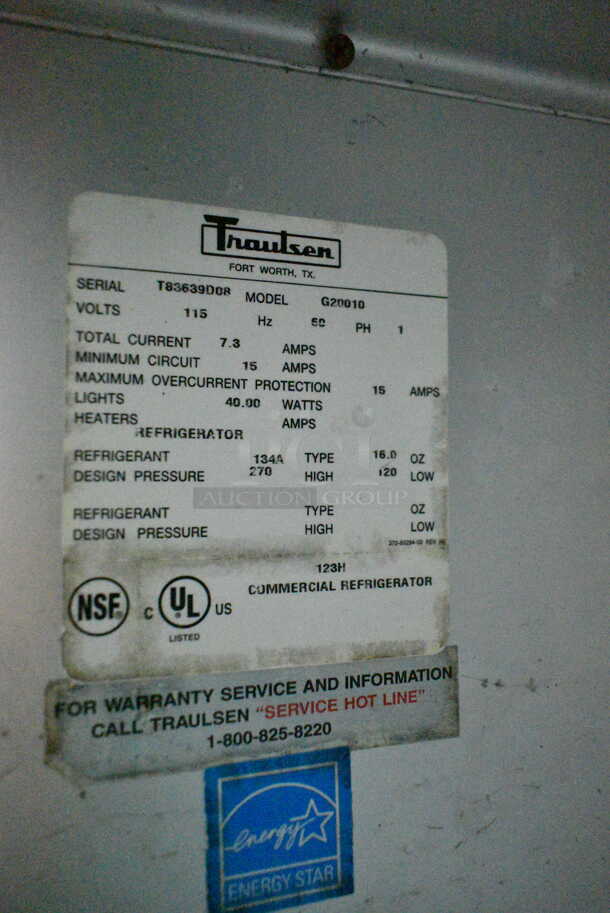 Traulsen
FORT WORTH, TX.
SERIAL T83639D08 MODEL G20010
VOLTS 115 Hz 60 PH 1
TOTAL CURRENT 7.3 AMPS
MINIMUM CIRCUIT 15 AMPS
MAXIMUM OVERCURRENT PROTECTION 15 AMPS
LIGHTS 40.00 WATTS
HEATERS AMPS
REFRIGERATOR
REFRIGERANT 134A TYPE 16.0 OZ
DESIGN PRESSURE 270 HIGH 120 LOW
AUCTION GROUP
REFRIGERANT TYPE OZ
DESIGN PRESSURE HIGH LOW
123H
COMMERCIAL REFRIGERATOR
NSF
C UL US
LISTED
FOR WARRANTY SERVICE AND INFORMATION
CALL TRAULSEN "SERVICE HOT LINE"
1-800-825-8220
energy
ENERGY STAR